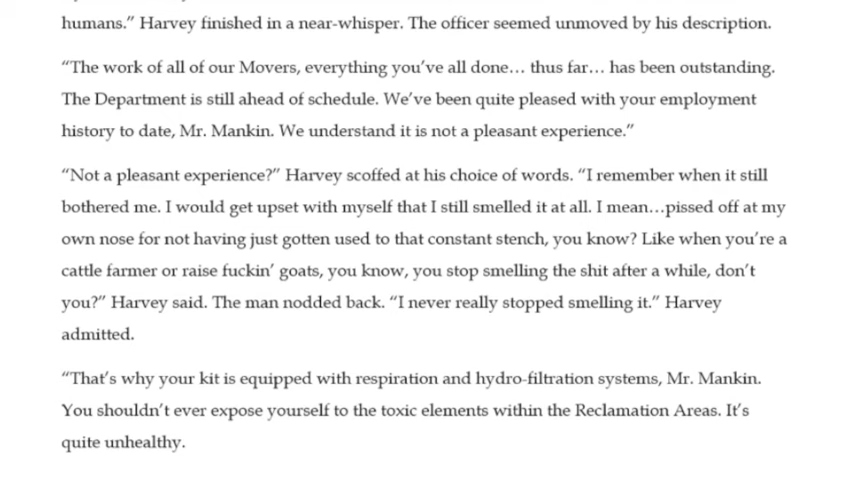 humans.” Harvey finished in a near-whisper. The officer seemed unmoved by his description.
“The work of all of our Movers, everything you’ve all done… thus far… has been outstanding.
The Department is still ahead of schedule. We’ve been quite pleased with your employment
history to date, Mr. Mankin. We understand it is not a pleasant experience.”
“Not a pleasant experience?” Harvey scoffed at his choice of words. “I remember when it still
bothered me. I would get upset with myself that I still smelled it at all. I mean…pissed off at my
own nose for not having just gotten used to that constant stench, you know? Like when you’re a
cattle farmer or raise fuckin’ goats, you know, you stop smelling the shit after a while, don’t
you?” Harvey said. The man nodded back. “I never really stopped smelling it.” Harvey
admitted.
“That’s why your kit is equipped with respiration and hydro-filtration systems, Mr. Mankin.
You shouldn’t ever expose yourself to the toxic elements within the Reclamation Areas. It’s
quite unhealthy.